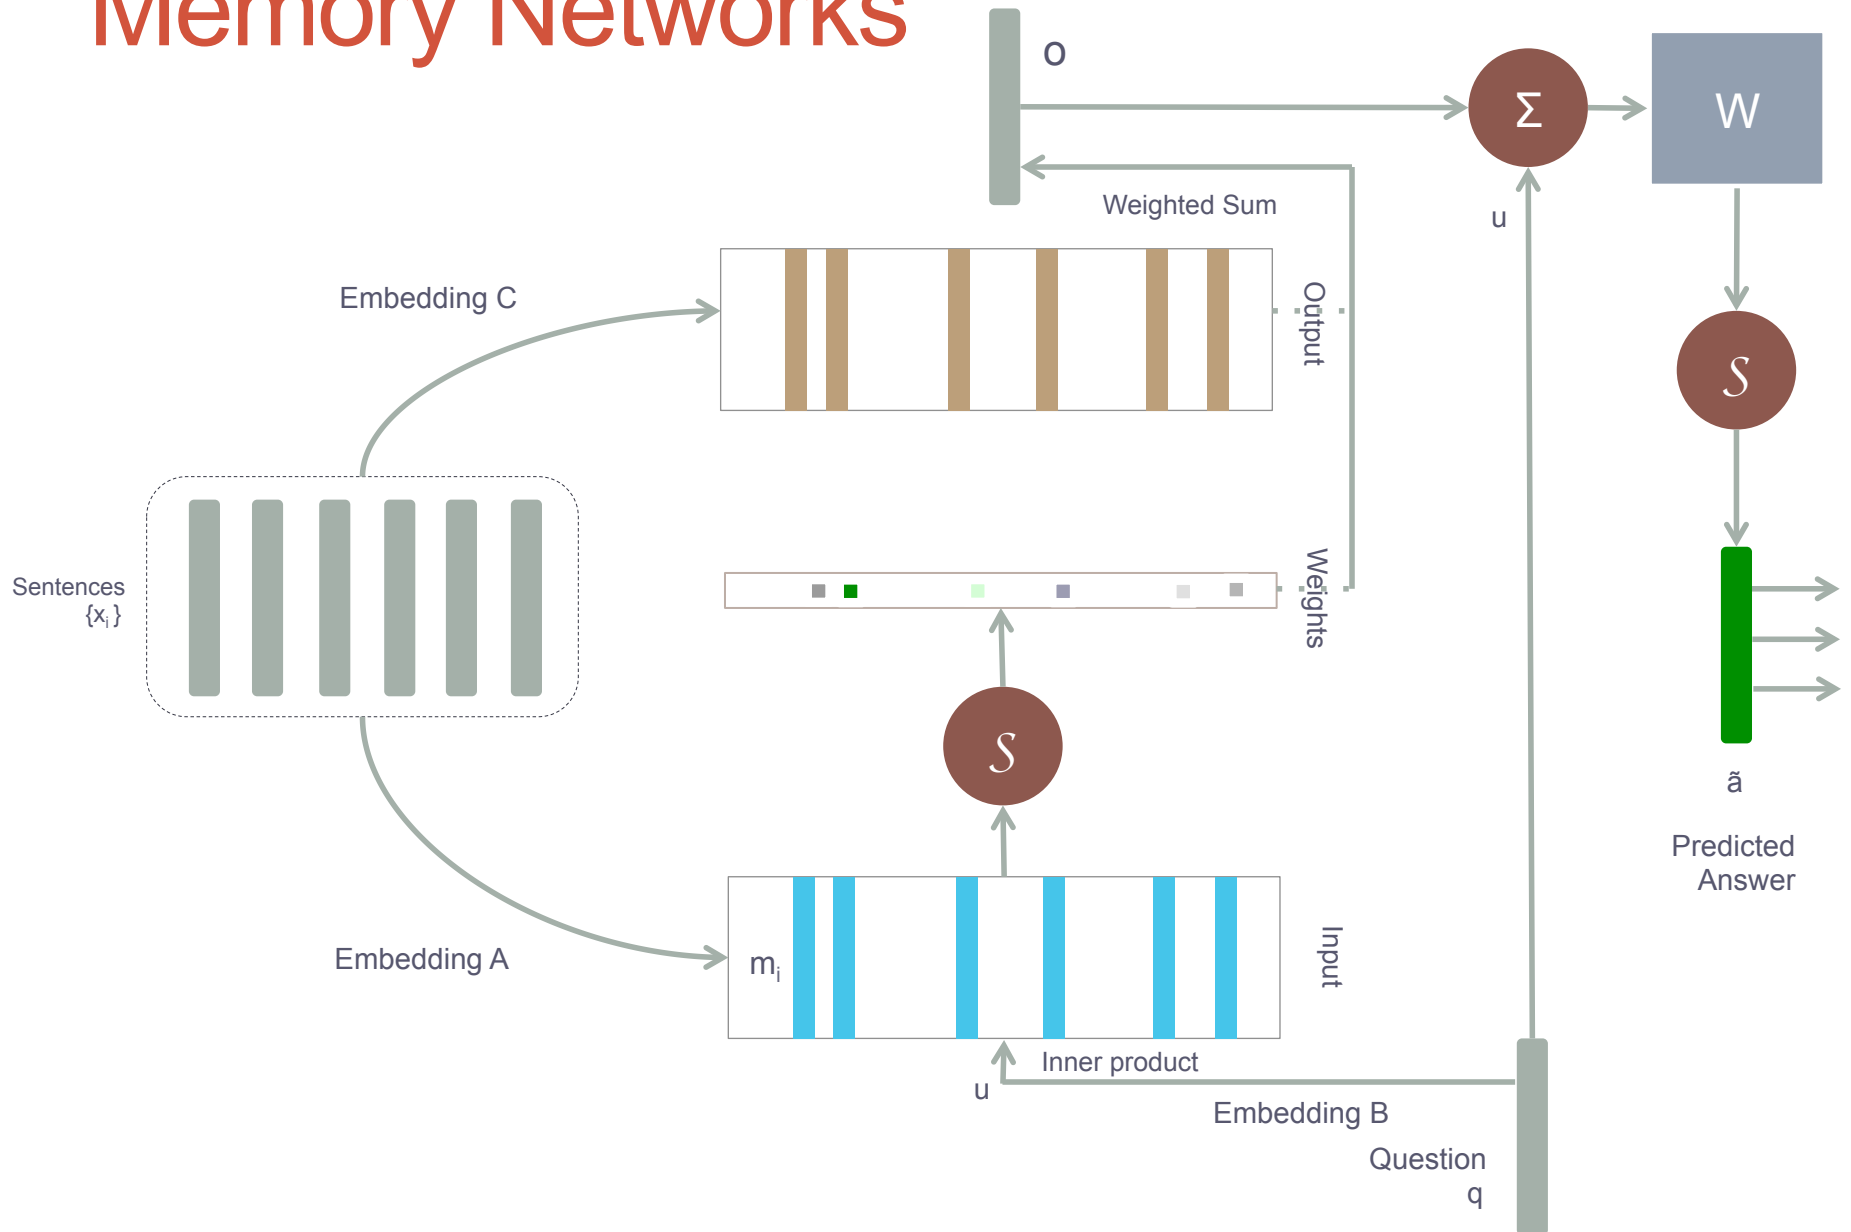 Memory Networks
o
Σ
W
Weighted Sum
u
Embedding C
Output
S
Sentences
{xᵢ}
Weights
S
ã
Predicted
Answer
Embedding A
mᵢ
Input
Inner product
u
Embedding B
Question
q